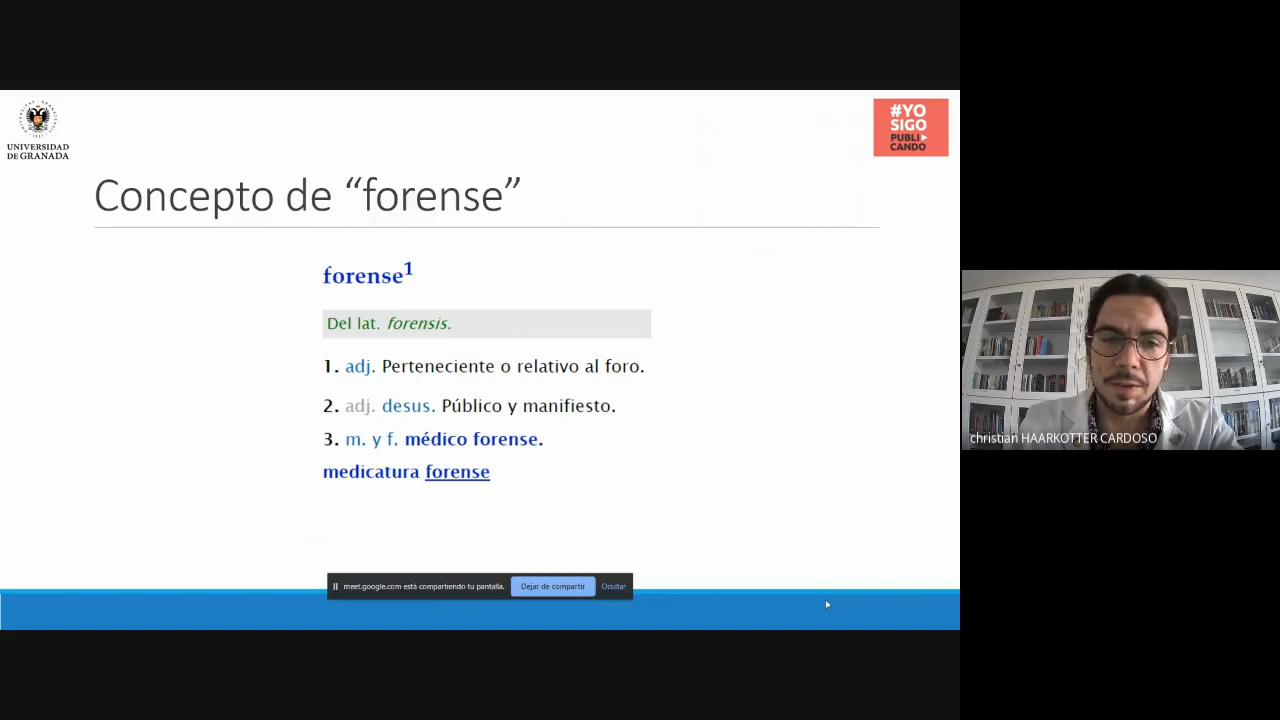 UNIVERSIDAD
DE GRANADA
#YO
SIGO
PUBLI
CANDO
Concepto de “forense”
forense1
Del lat. forensis.
1. adj. Perteneciente o relativo al foro.
2. adj. desus. Público y manifiesto.
3. m. y f. médico forense.
medicatura forense
meet.google.com está compartiendo tu pantalla. Dejar de compartir Ocultar
christian HAARKOTTER CARDOSO